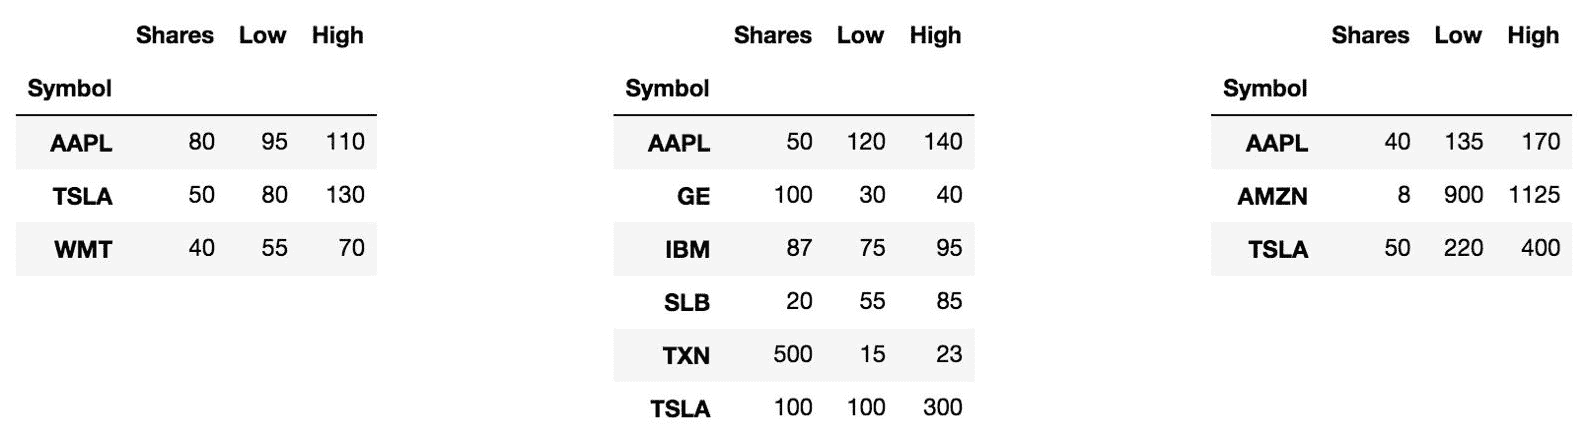 Shares Low High
Symbol
AAPL 80 95 110
TSLA 50 80 130
WMT 40 55 70
Shares Low High
Symbol
AAPL 50 120 140
GE 100 30 40
IBM 87 75 95
SLB 20 55 85
TXN 500 15 23
TSLA 100 100 300
Shares Low High
Symbol
AAPL 40 135 170
AMZN 8 900 1125
TSLA 50 220 400